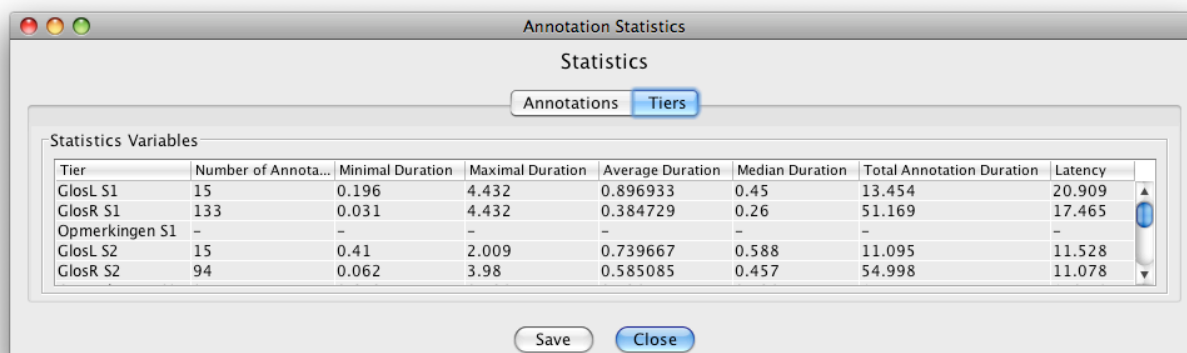 Annotation Statistics
Statistics
Annotations Tiers
Statistics Variables
Tier Number of Annota... Minimal Duration Maximal Duration Average Duration Median Duration Total Annotation Duration Latency
GlosL S1 15 0.196 4.432 0.896933 0.45 13.454 20.909
GlosR S1 133 0.031 4.432 0.384729 0.26 51.169 17.465
Opmerkingen S1 – – – – – – –
GlosL S2 15 0.41 2.009 0.739667 0.588 11.095 11.528
GlosR S2 94 0.062 3.98 0.585085 0.457 54.998 11.078
Save Close